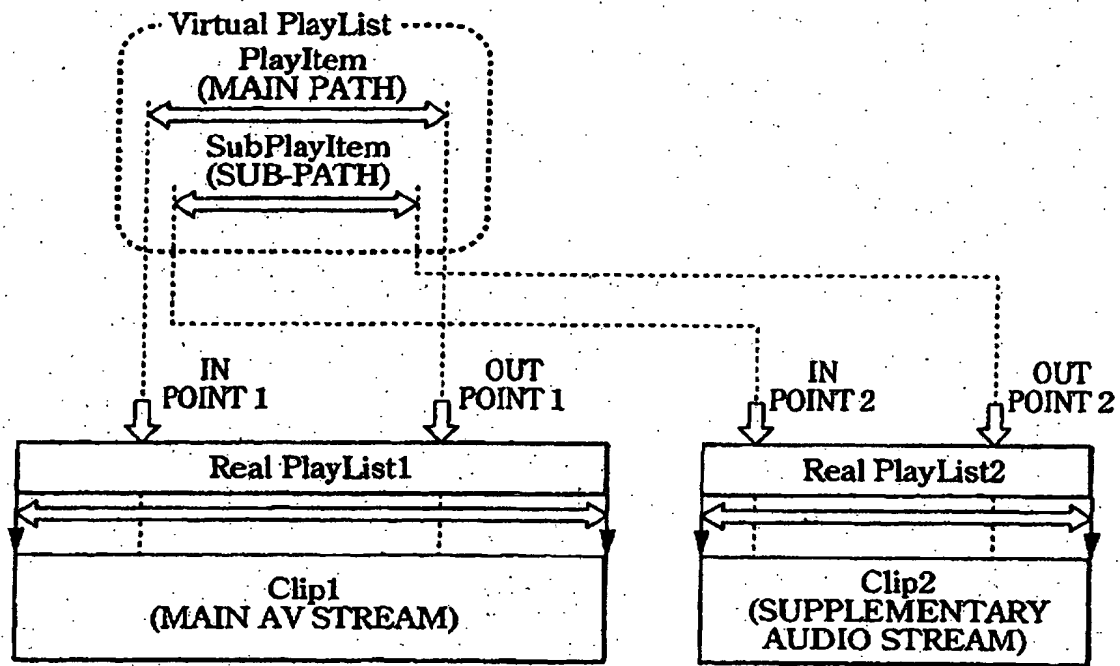 Virtual PlayList
PlayItem
(MAIN PATH)
SubPlayItem
(SUB-PATH)
IN
POINT 1
OUT
POINT 1
IN
POINT 2
OUT
POINT 2
Real PlayList1
Real PlayList2
Clip1
(MAIN AV STREAM)
Clip2
(SUPPLEMENTARY
AUDIO STREAM)